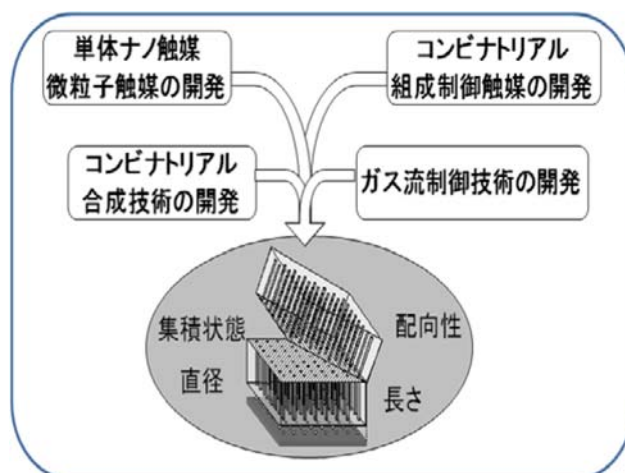 単体ナノ触媒
微粒子触媒の開発
コンビナトリアル
組成制御触媒の開発
コンビナトリアル
合成技術の開発
ガス流制御技術の開発
集積状態
配向性
直径
長さ